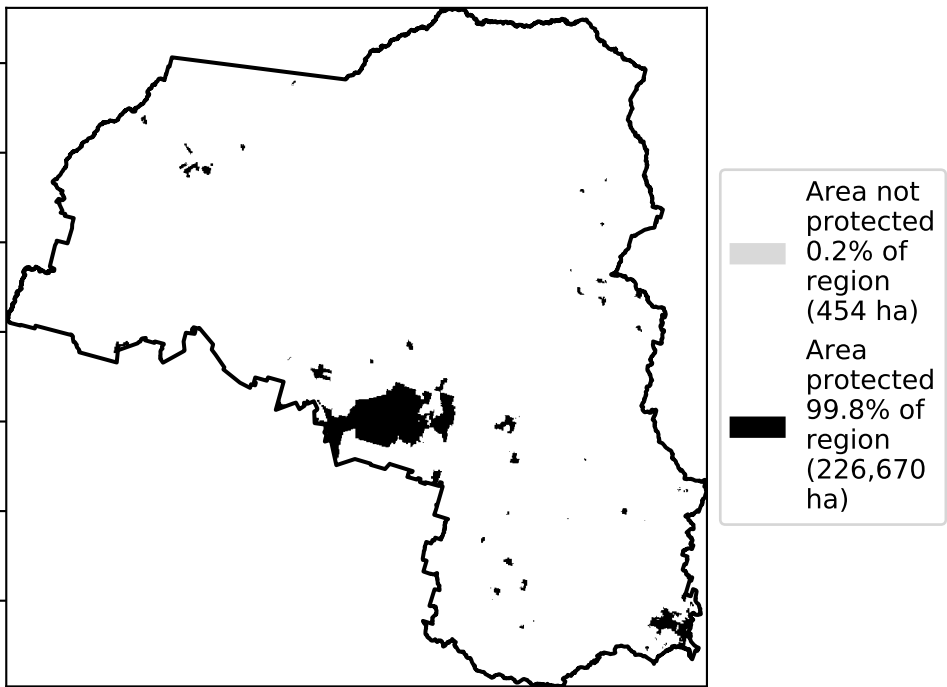 Area not
protected
0.2% of
region
(454 ha)
Area
protected
99.8% of
region
(226,670
ha)